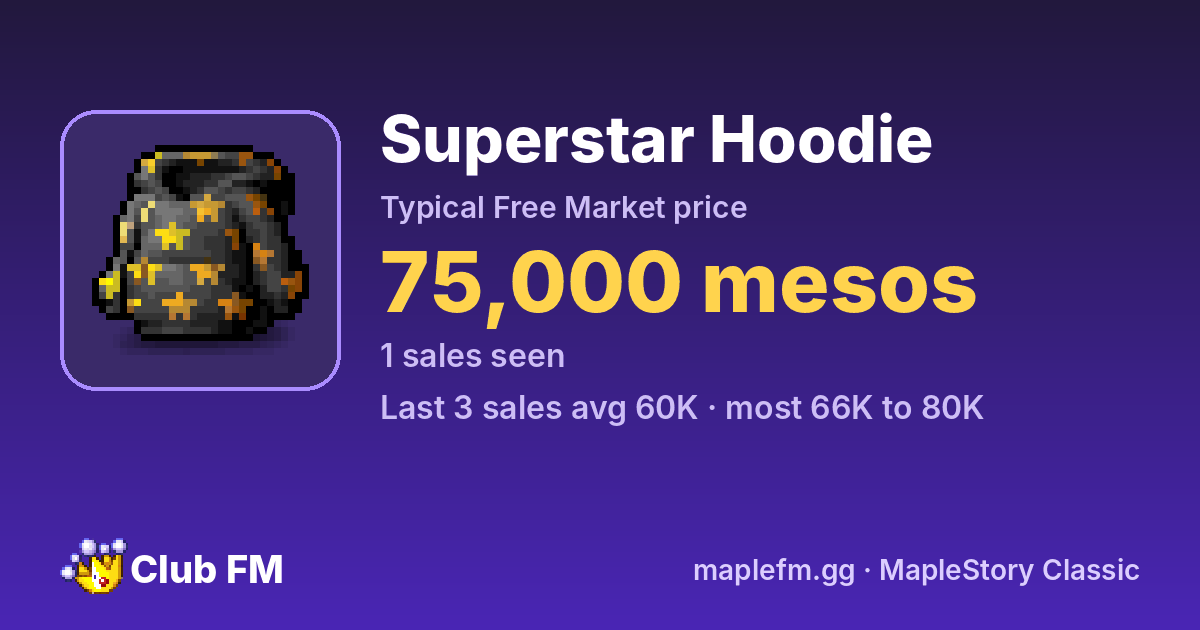 Superstar Hoodie
Typical Free Market price
75,000 mesos
1 sales seen
Last 3 sales avg 60K · most 66K to 80K
Club FM
maplefm.gg · MapleStory Classic